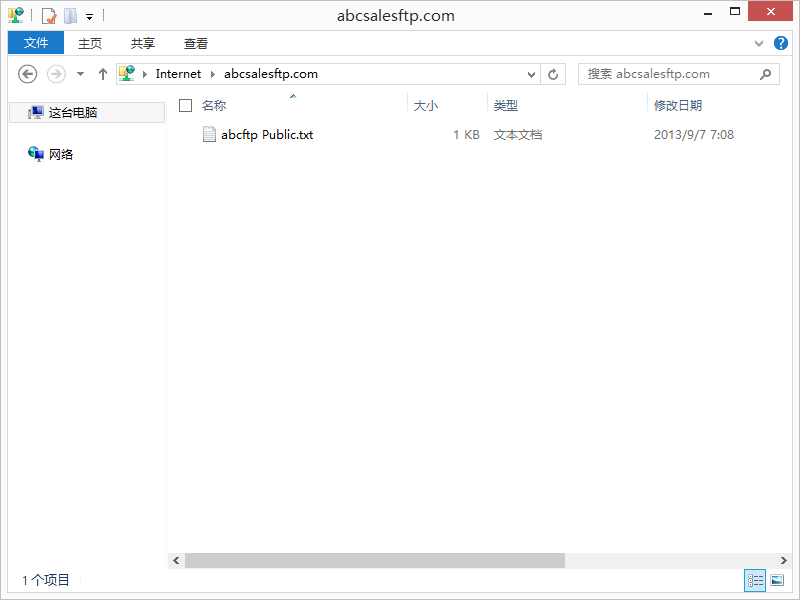 abcsalesftp.com
文件 主页 共享 查看
Internet abcsalesftp.com 搜索 abcsalesftp.com
这台电脑
网络
名称 大小 类型 修改日期
abcftp Public.txt 1 KB 文本文档 2013/9/7 7:08
1 个项目